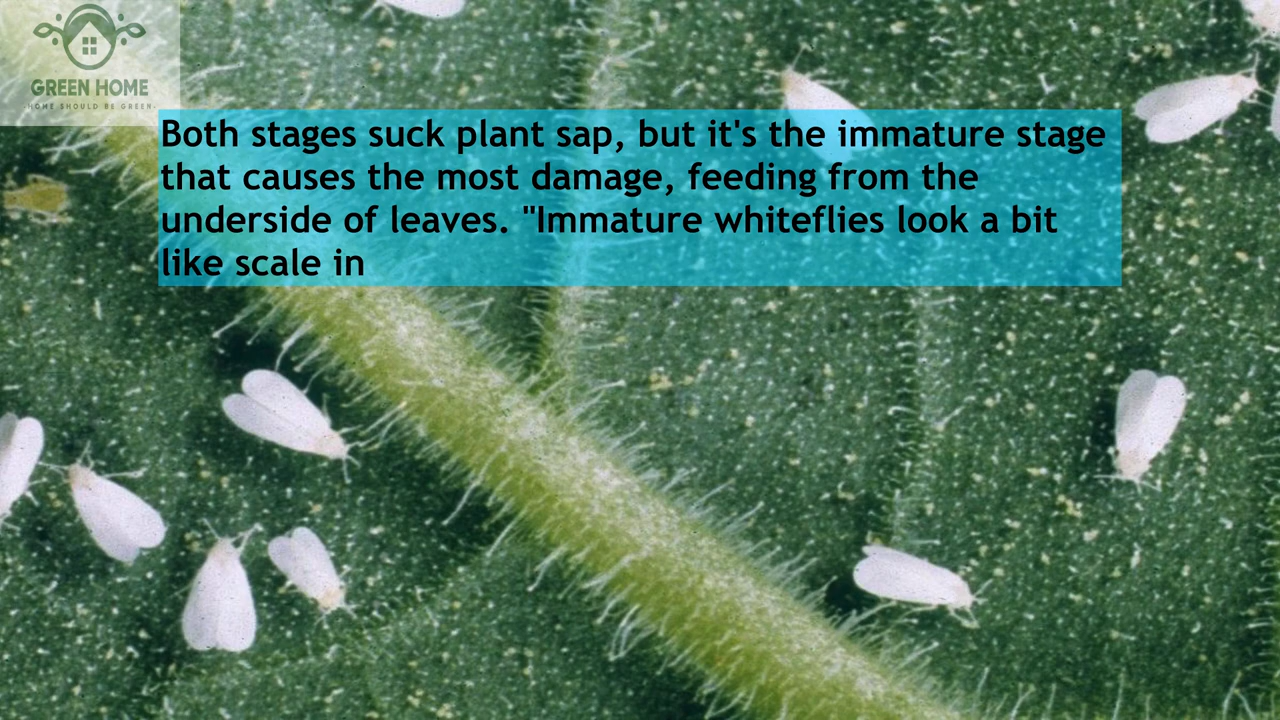 GREEN HOME
-HOME SHOULD BE GREEN-
Both stages suck plant sap, but it's the immature stage
that causes the most damage, feeding from the
underside of leaves. "Immature whiteflies look a bit
like scale in